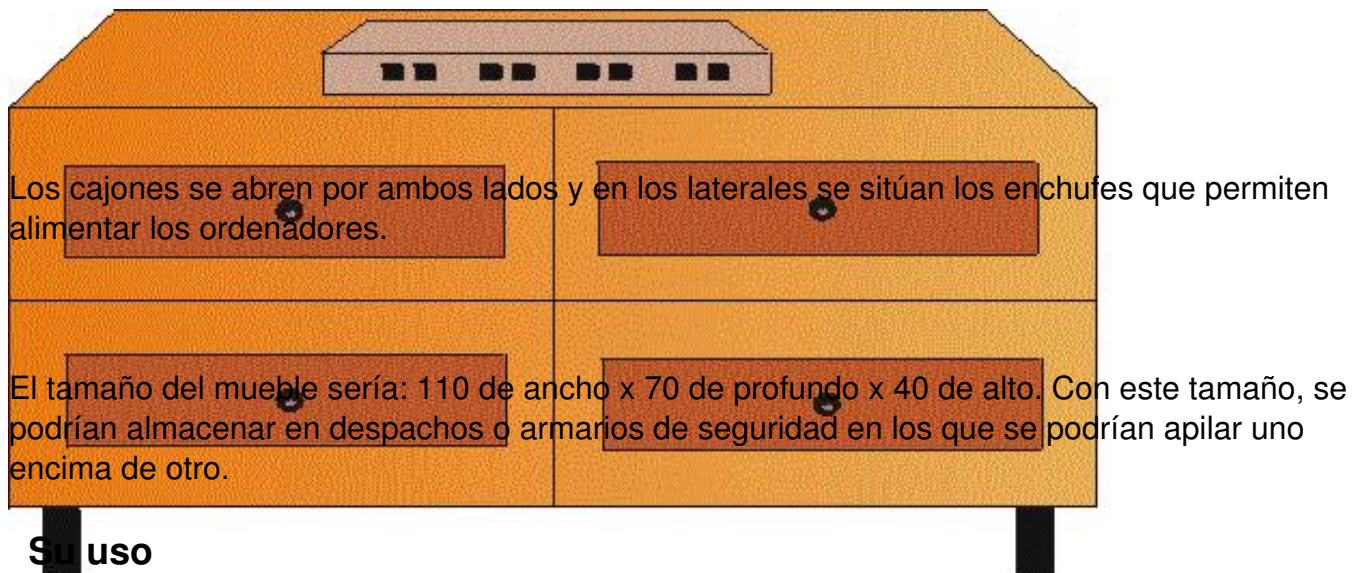 Los cajones se abren por ambos lados y en los laterales se sitúan los enchufes que permiten
alimentar los ordenadores.
El tamaño del mueble sería: 110 de ancho x 70 de profundo x 40 de alto. Con este tamaño, se
podrían almacenar en despachos o armarios de seguridad en los que se podrían apilar uno
encima de otro.
Su uso